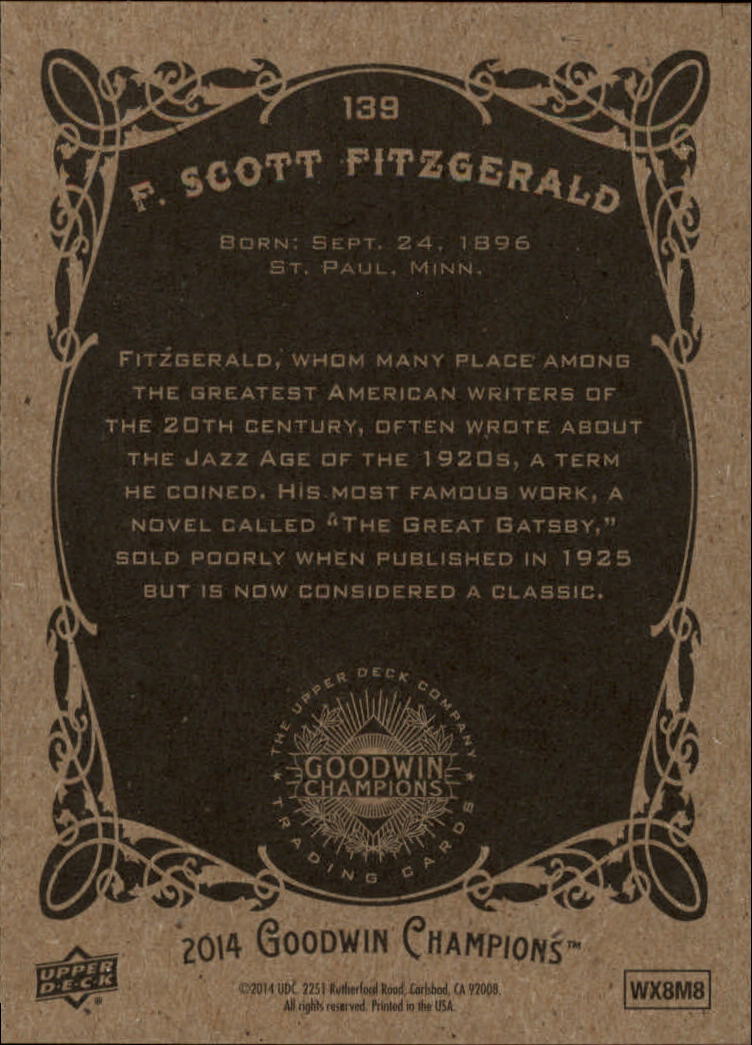 139
F. SCOTT FITZGERALD
BORN: SEPT. 24, 1896
ST. PAUL, MINN.
FITZGERALD, WHOM MANY PLACE AMONG
THE GREATEST AMERICAN WRITERS OF
THE 20TH CENTURY, OFTEN WROTE ABOUT
THE JAZZ AGE OF THE 1920S, A TERM
HE COINED. HIS MOST FAMOUS WORK, A
NOVEL CALLED “THE GREAT GATSBY,”
SOLD POORLY WHEN PUBLISHED IN 1925
BUT IS NOW CONSIDERED A CLASSIC.
THE UPPER DECK COMPANY
GOODWIN
CHAMPIONS
★ TRADING CARDS ★
2014 GOODWIN CHAMPIONS™
UPPER
D·E·C·K
®
©2014 UDC. 2251 Rutherford Road, Carlsbad, CA 92008.
All rights reserved. Printed in the USA.
WX8M8